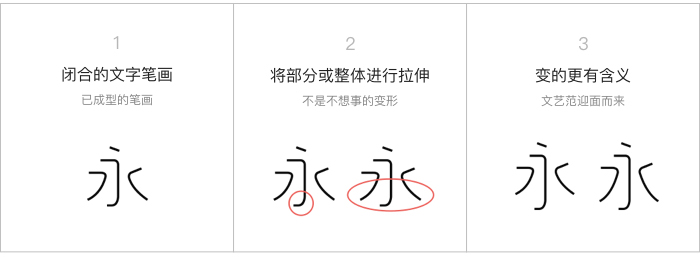 1
闭合的文字笔画
已成型的笔画
永
2
将部分或整体进行拉伸
不是不想事的变形
永 永
3
变的更有含义
文艺范迎面而来
永 永